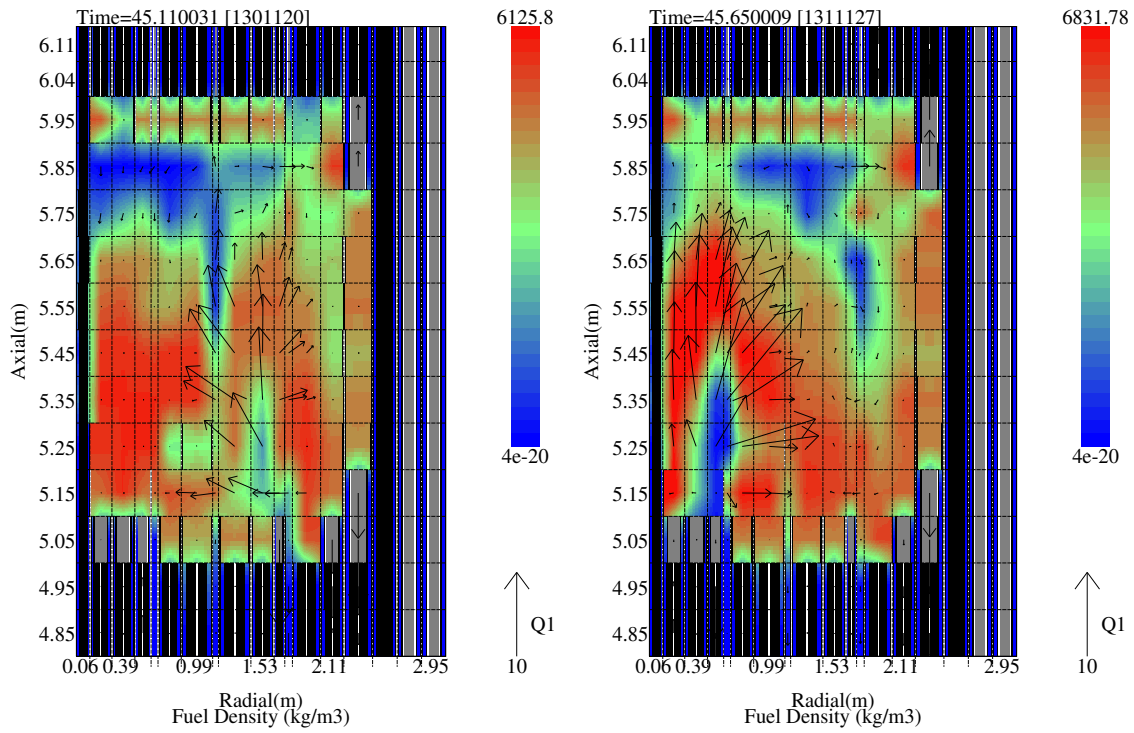 Time=45.110031 [1301120]
6125.8
6.11
6.04
5.95
5.85
5.75
5.65
5.55
5.45
5.35
5.25
5.15
5.05
4.95
4.85
Axial(m)
4e-20
Q1
10
0.06 0.39 0.99 1.53 2.11 2.95
Radial(m)
Fuel Density (kg/m3)
Time=45.650009 [1311127]
6831.78
6.11
6.04
5.95
5.85
5.75
5.65
5.55
5.45
5.35
5.25
5.15
5.05
4.95
4.85
Axial(m)
4e-20
Q1
10
0.06 0.39 0.99 1.53 2.11 2.95
Radial(m)
Fuel Density (kg/m3)